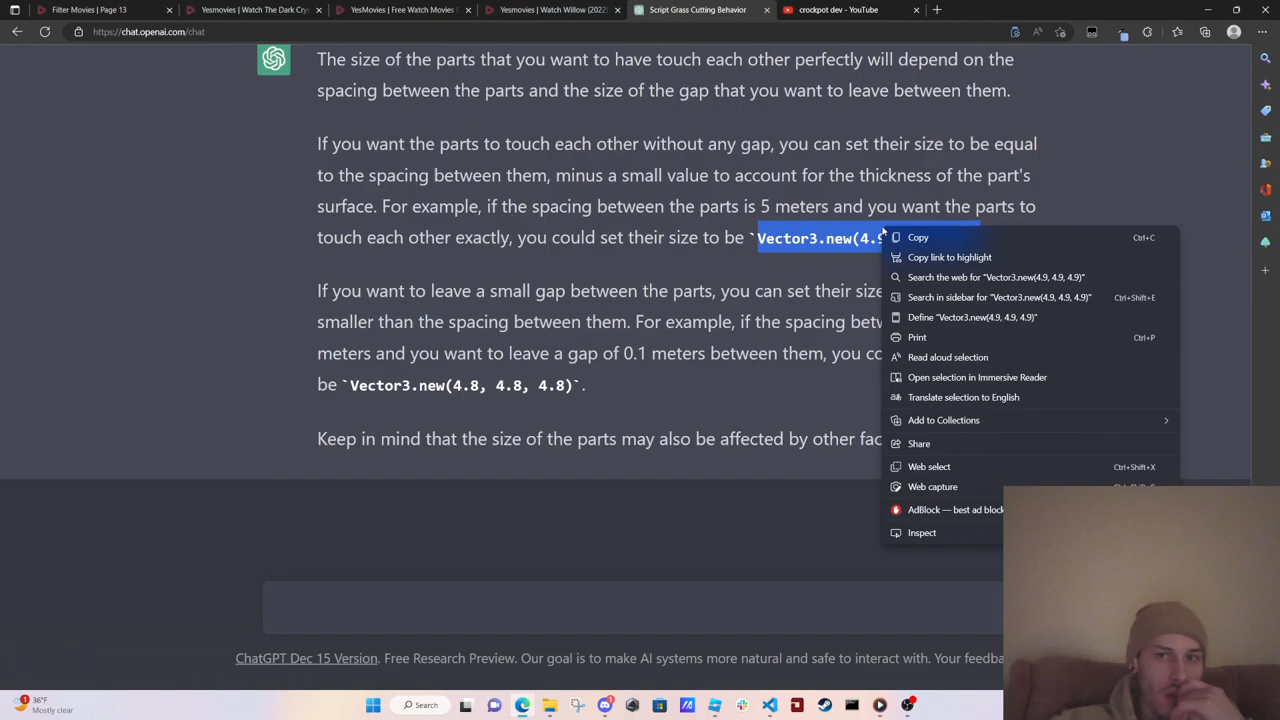 Filter Movies | Page 13
Yesmovies | Watch The Dark Cry
YesMovies | Free Watch Movies
Yesmovies | Watch Willow (2022)
Script Grass Cutting Behavior
crockpot dev - YouTube
https://chat.openai.com/chat
The size of the parts that you want to have touch each other perfectly will depend on the
spacing between the parts and the size of the gap that you want to leave between them.
If you want the parts to touch each other without any gap, you can set their size to be equal
to the spacing between them, minus a small value to account for the thickness of the part's
surface. For example, if the spacing between the parts is 5 meters and you want the parts to
touch each other exactly, you could set their size to be `Vector3.new(4.9
If you want to leave a small gap between the parts, you can set their size
smaller than the spacing between them. For example, if the spacing betw
meters and you want to leave a gap of 0.1 meters between them, you co
be `Vector3.new(4.8, 4.8, 4.8)`.
Keep in mind that the size of the parts may also be affected by other fac
Copy Ctrl+C
Copy link to highlight
Search the web for "Vector3.new(4.9, 4.9, 4.9)"
Search in sidebar for "Vector3.new(4.9, 4.9, 4.9)" Ctrl+Shift+E
Define "Vector3.new(4.9, 4.9, 4.9)"
Print Ctrl+P
Read aloud selection
Open selection in Immersive Reader
Translate selection to English
Add to Collections
Share
Web select Ctrl+Shift+X
Web capture
AdBlock — best ad block
Inspect
ChatGPT Dec 15 Version. Free Research Preview. Our goal is to make AI systems more natural and safe to interact with. Your feedba
36°F
Mostly clear
Search